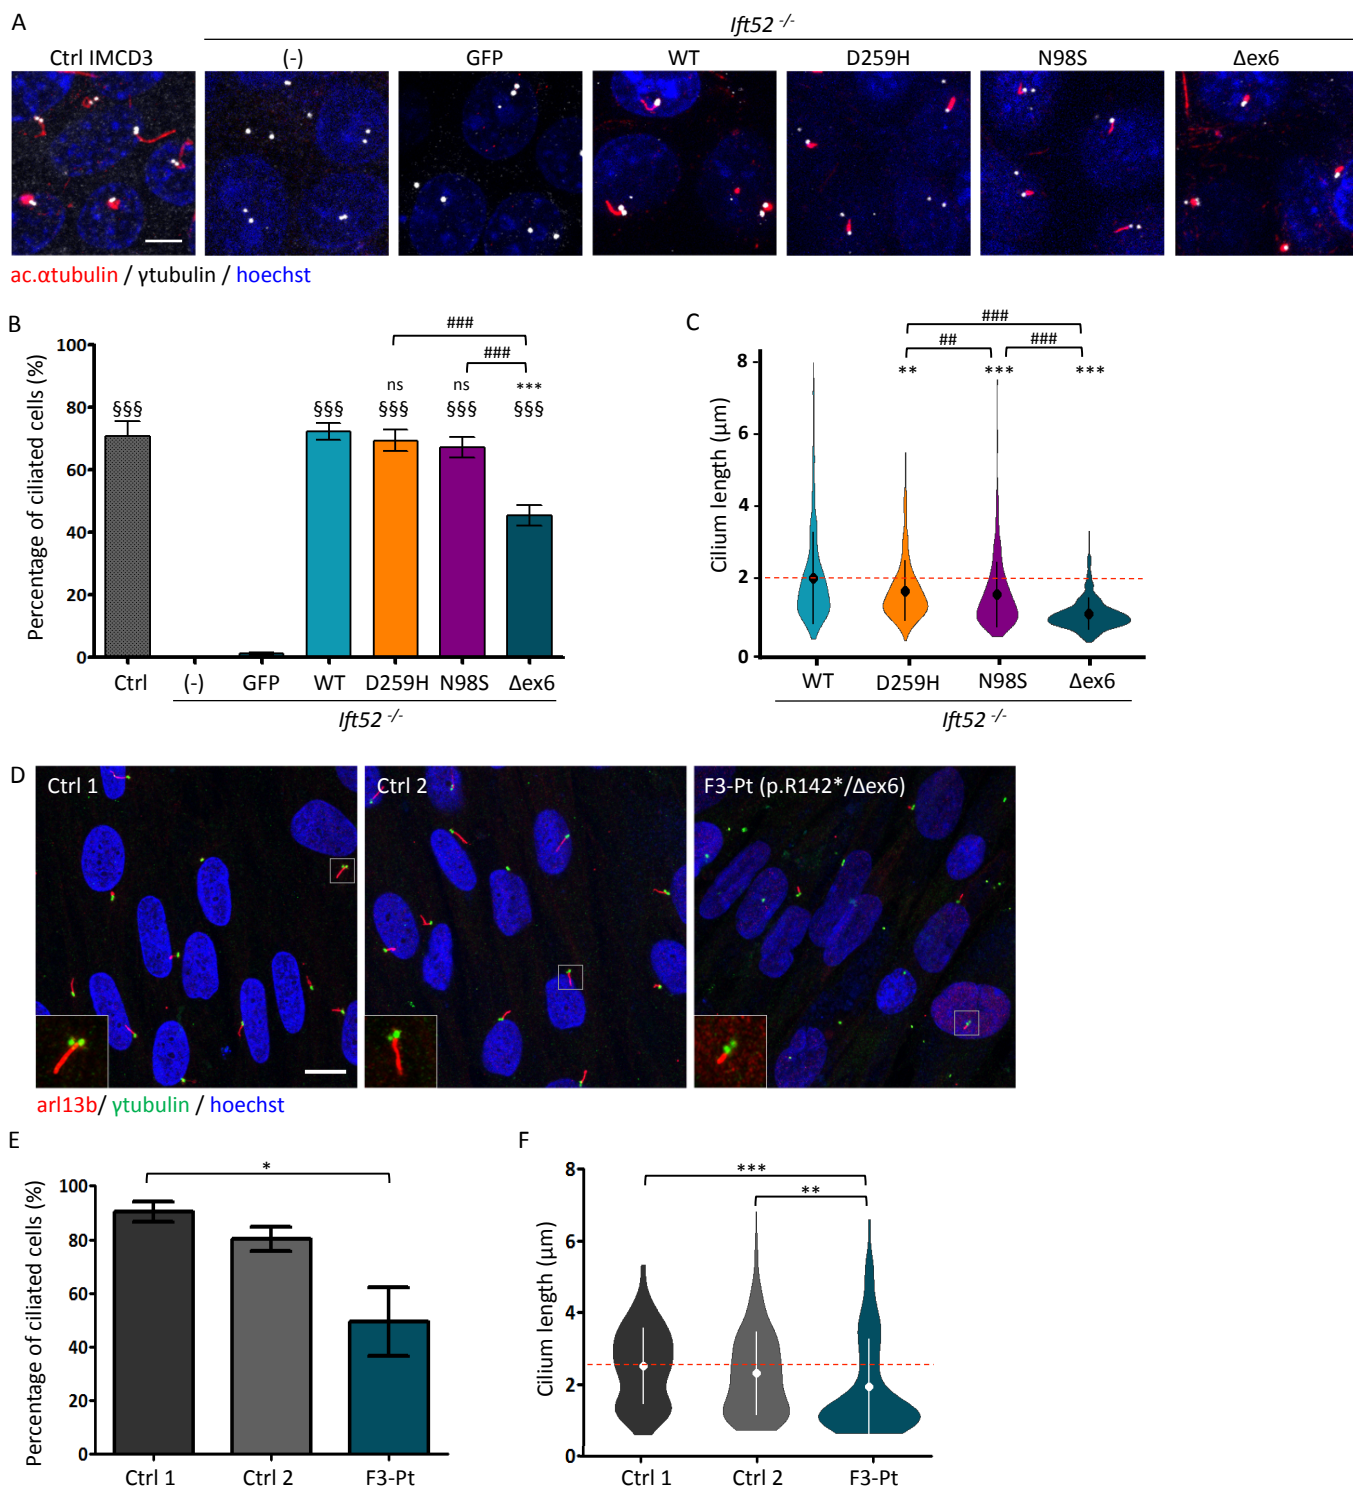 A
Ift52 -/-
Ctrl IMCD3 (-) GFP WT D259H N98S Δex6
ac.αtubulin / γtubulin / hoechst
B
Percentage of ciliated cells (%)
100
80
60
40
20
0
###
###
ns ns ***
§§§ §§§ §§§ §§§ §§§
Ctrl (-) GFP WT D259H N98S Δex6
Ift52 -/-
C
Cilium length (µm)
8
6
4
2
0
###
## ###
** *** ***
WT D259H N98S Δex6
Ift52 -/-
D
Ctrl 1 Ctrl 2 F3-Pt (p.R142*/Δex6)
arl13b/ γtubulin / hoechst
E
Percentage of ciliated cells (%)
100
80
60
40
20
0
*
Ctrl 1 Ctrl 2 F3-Pt
F
Cilium length (µm)
8
6
4
2
0
***
**
Ctrl 1 Ctrl 2 F3-Pt